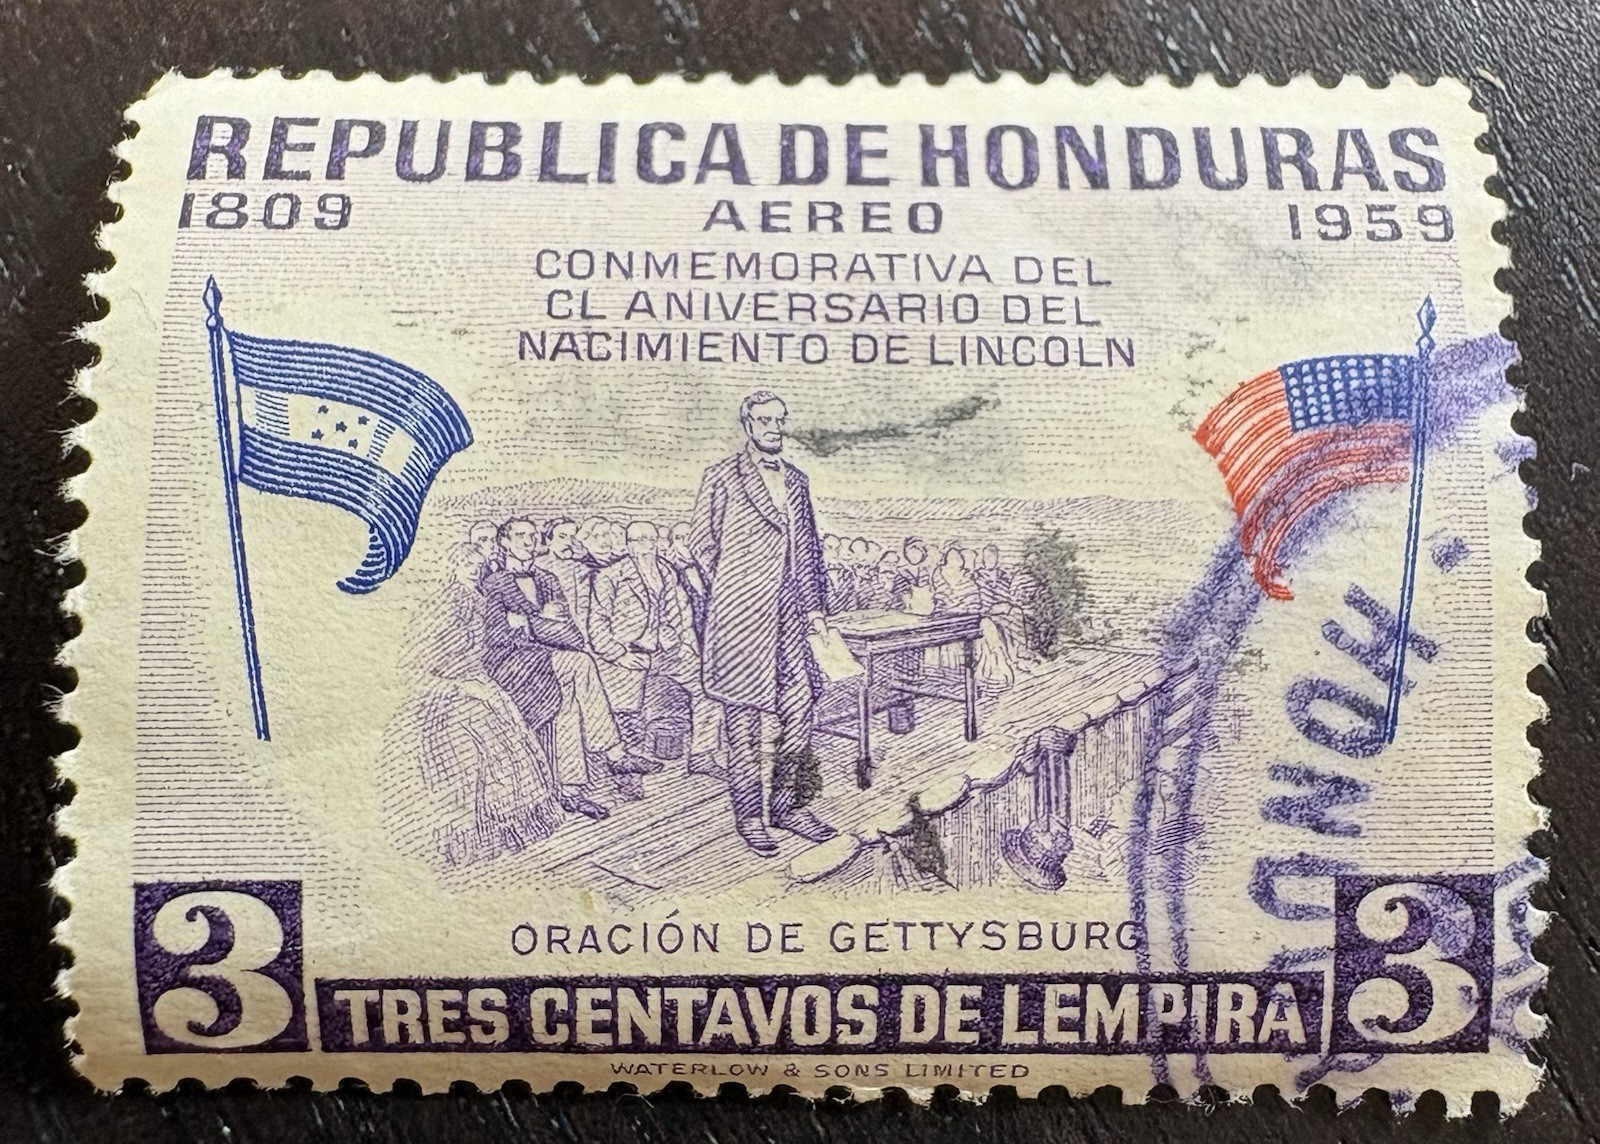 REPUBLICA DE HONDURAS
1809 AEREO 1959
CONMEMORATIVA DEL
CL ANIVERSARIO DEL
NACIMIENTO DE LINCOLN
HONDU
ORACIÓN DE GETTYSBURG
3 TRES CENTAVOS DE LEMPIRA 3
WATERLOW & SONS LIMITED